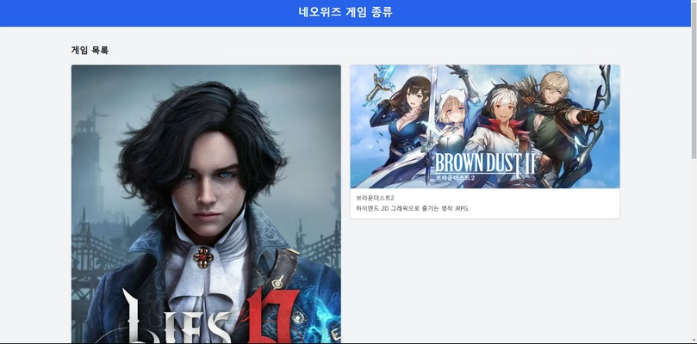 네오위즈 게임 종류
게임 목록
LIES
BROWN DUST II
브라운더스트2
브라운더스트2
하이엔드 2D 그래픽으로 즐기는 명작 JRPG.